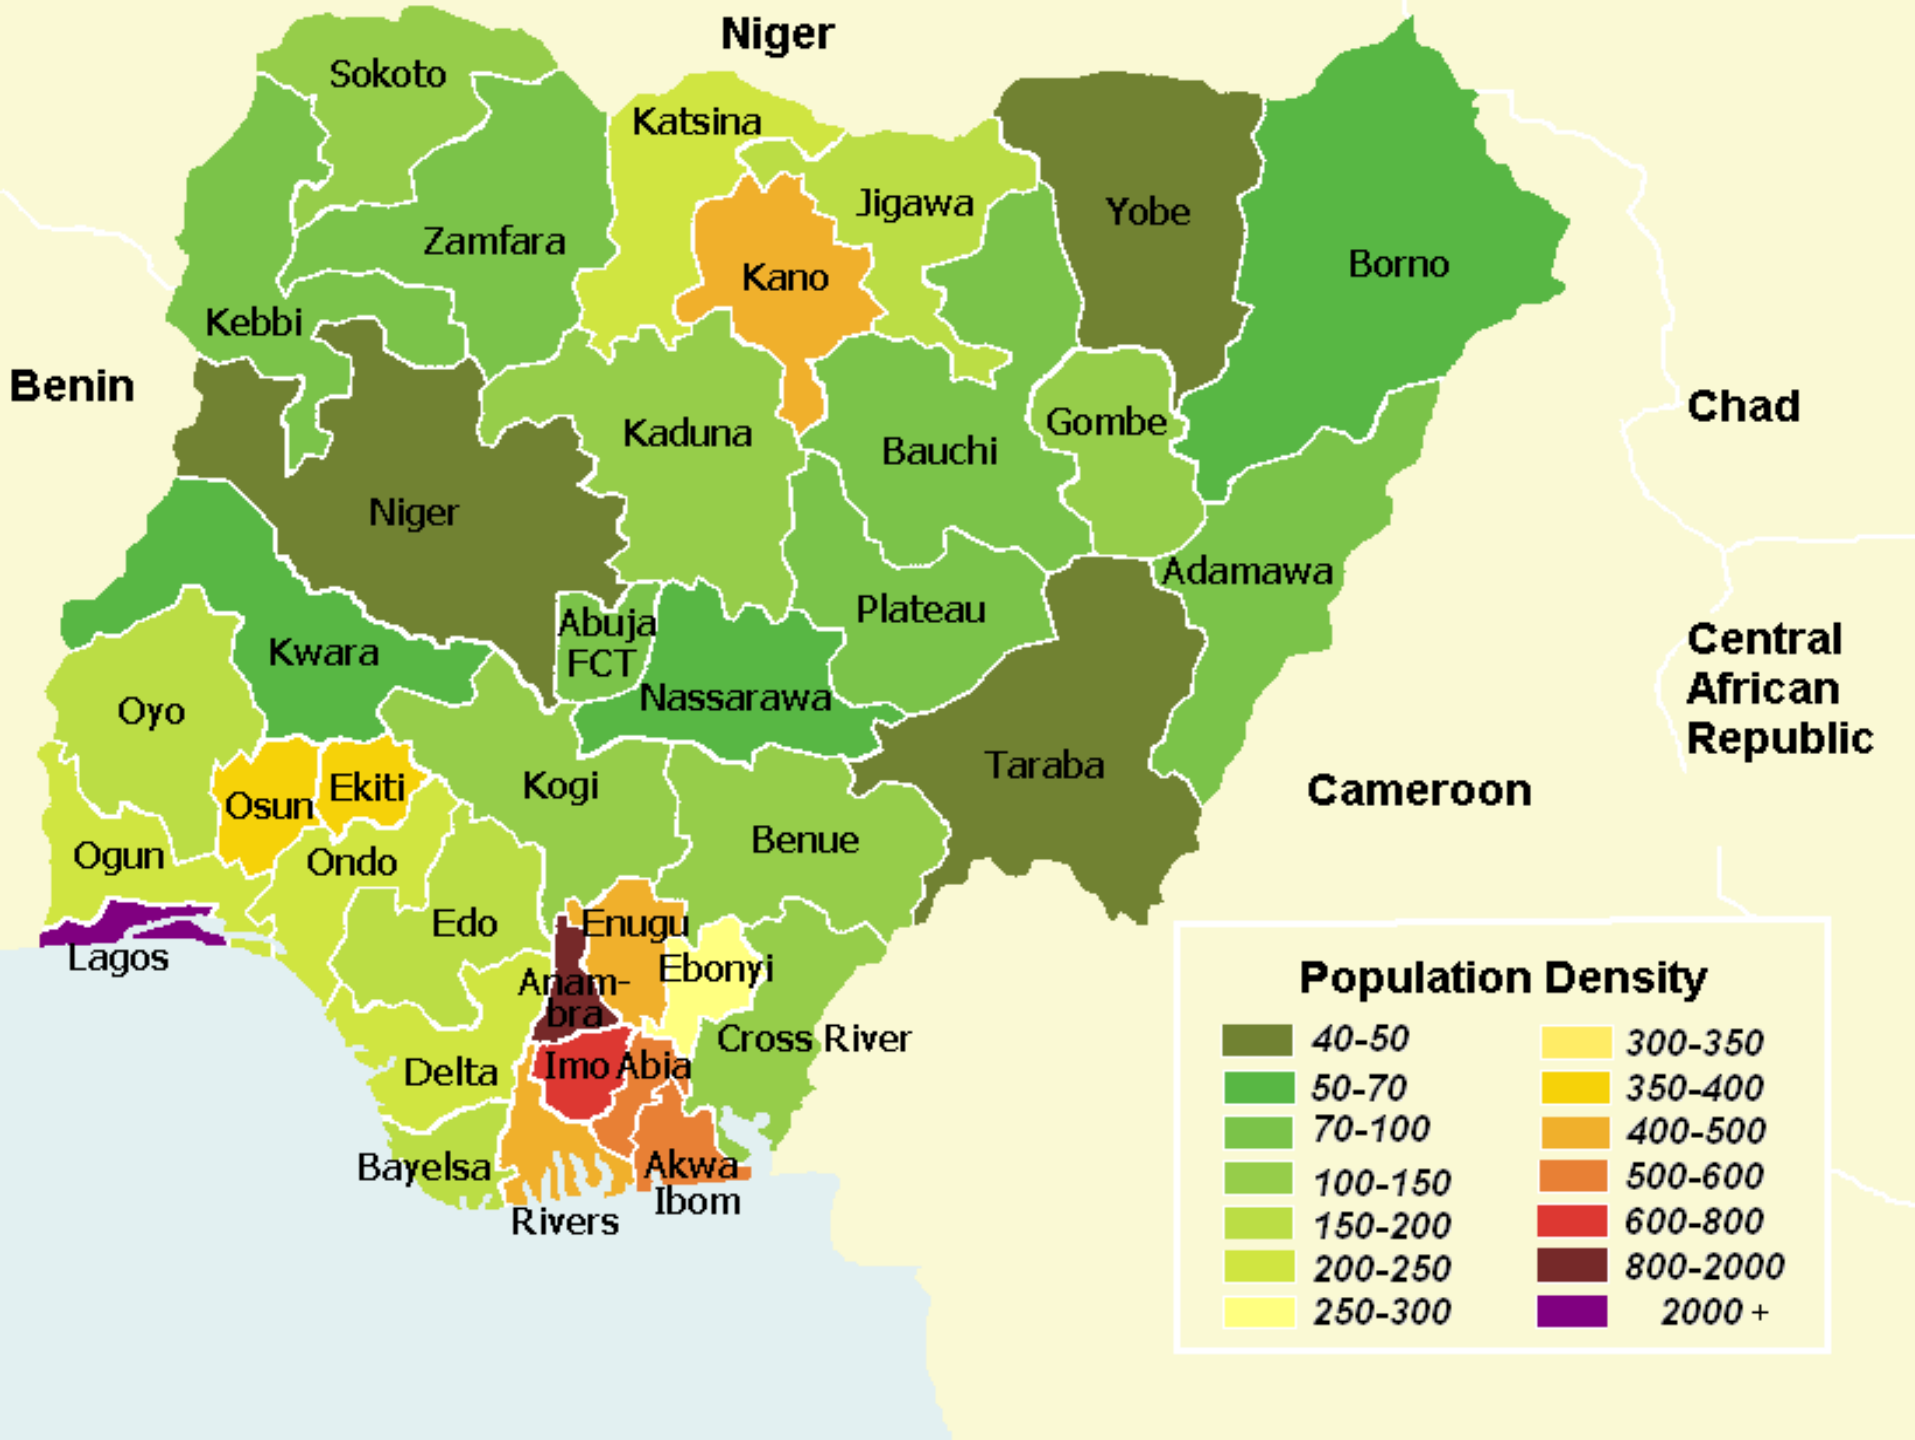 Niger
Sokoto
Katsina
Jigawa
Yobe
Zamfara
Kano
Borno
Kebbi
Benin
Chad
Kaduna
Gombe
Bauchi
Niger
Adamawa
Abuja
FCT
Plateau
Kwara
Central
African
Republic
Nassarawa
Oyo
Taraba
Kogi
Ekiti
Osun
Cameroon
Benue
Ogun
Ondo
Edo
Enugu
Lagos
Ebonyi
Anam-
bra
Cross River
Delta
Imo
Abia
Bayelsa
Akwa
Ibom
Rivers
Population Density
40-50
50-70
70-100
100-150
150-200
200-250
250-300
300-350
350-400
400-500
500-600
600-800
800-2000
2000 +